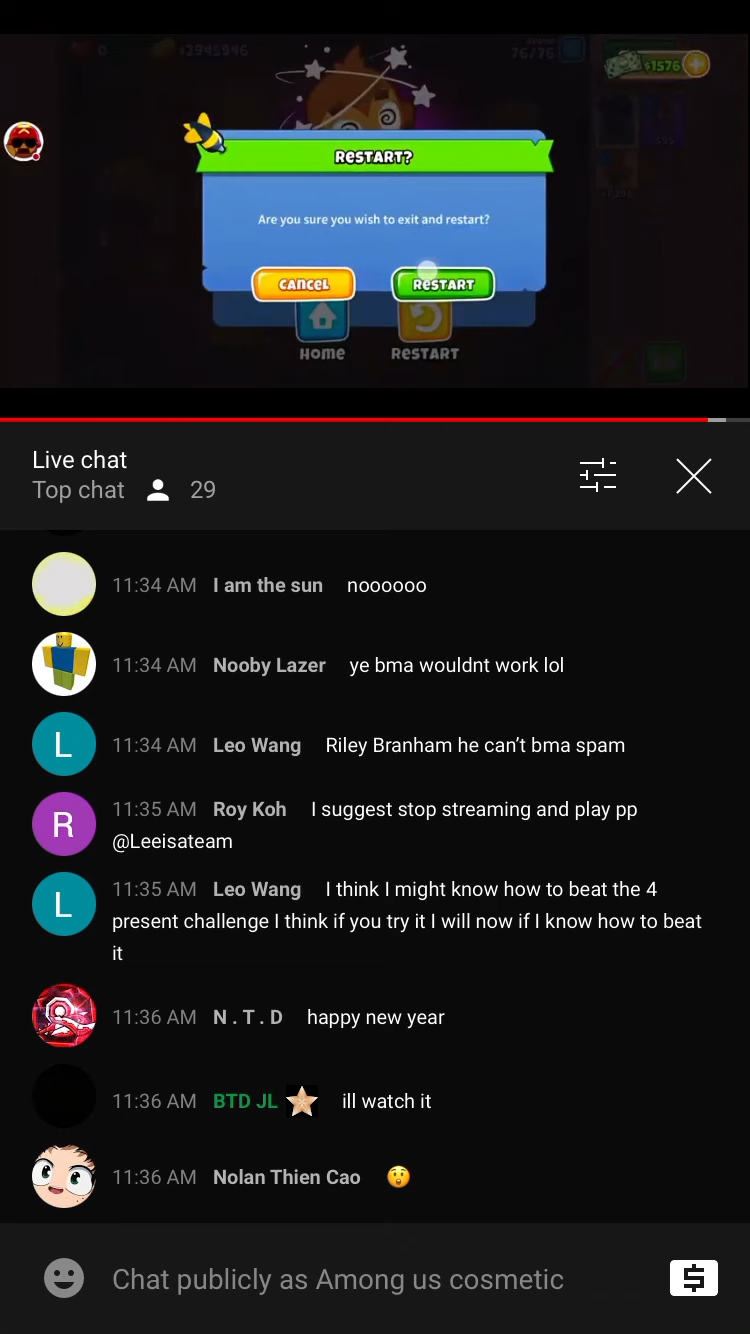 0 $3945946 76/76 $1576
RESTART?
Are you sure you wish to exit and restart?
CANCEL RESTART
HOME RESTART
Live chat
Top chat 29
11:34 AM I am the sun noooooo
11:34 AM Nooby Lazer ye bma wouldnt work lol
L 11:34 AM Leo Wang Riley Branham he can’t bma spam
R 11:35 AM Roy Koh I suggest stop streaming and play pp
@Leeisateam
L 11:35 AM Leo Wang I think I might know how to beat the 4
present challenge I think if you try it I will now if I know how to beat
it
11:36 AM N . T . D happy new year
11:36 AM BTD JL ill watch it
11:36 AM Nolan Thien Cao 😲
Chat publicly as Among us cosmetic